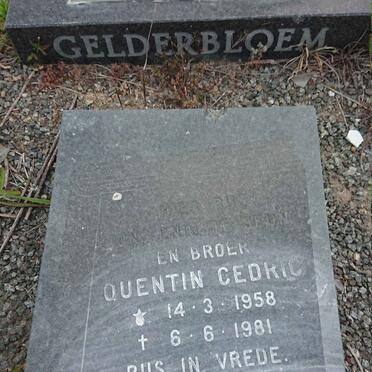 GELDERBLOEM
EN BROER
QUENTIN CEDRIC
★ 14·3·1958
† 6·6·1981
RUS IN VREDE.